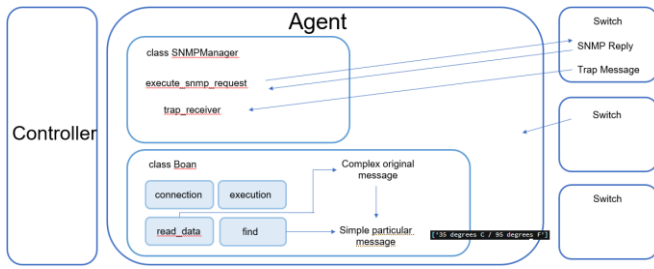 Controller
Agent
class SNMPManager
execute_snmp_request
trap_receiver
class Boan
connection
execution
read_data
find
Complex original
message
Simple particular
message
['35 degrees C / 95 degrees F']
Switch
SNMP Reply
Trap Message
Switch
Switch